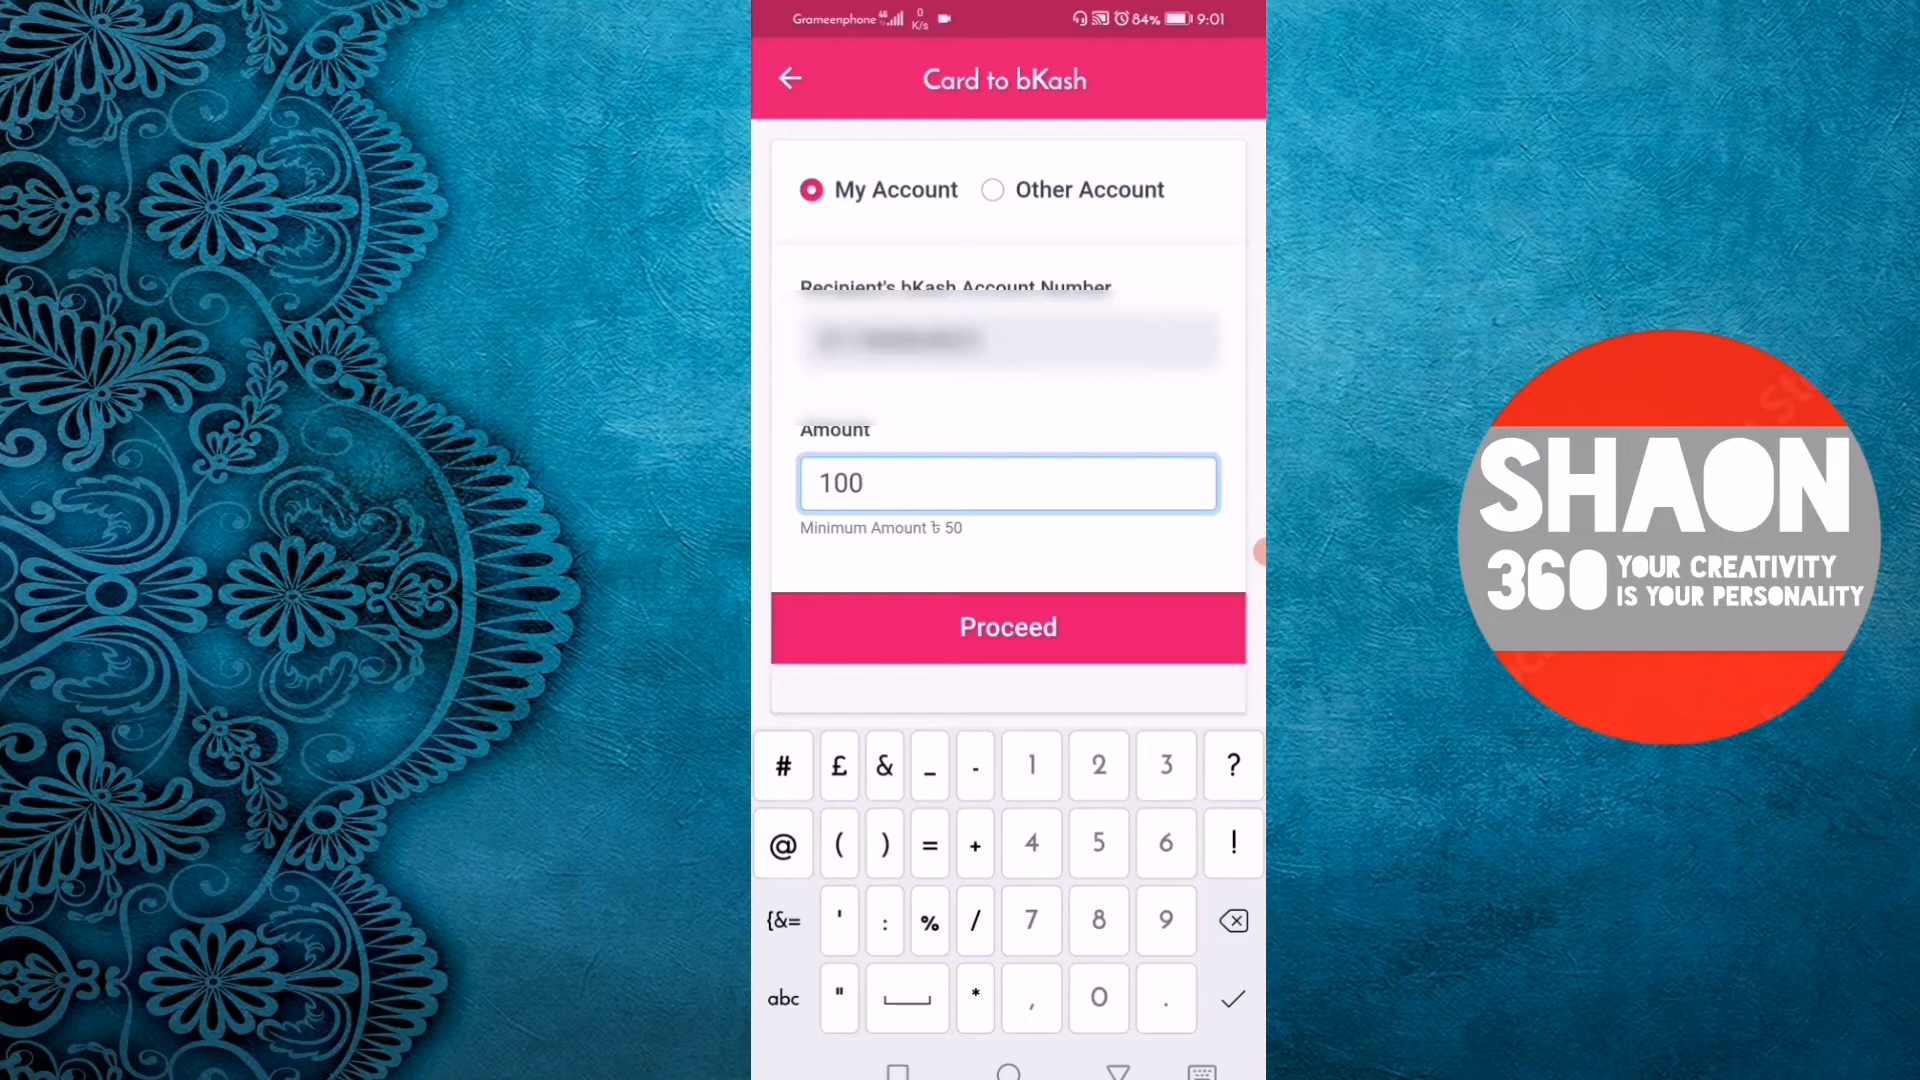 Grameenphone 4G 0 K/s 84% 9:01
Card to bKash
My Account Other Account
Recipient's bKash Account Number
Amount
100
Minimum Amount ৳ 50
Proceed
# £ & _ - 1 2 3 ?
@ ( ) = + 4 5 6 !
{&= ' : % / 7 8 9
abc " * , 0 .
SHAON
360 YOUR CREATIVITY
IS YOUR PERSONALITY